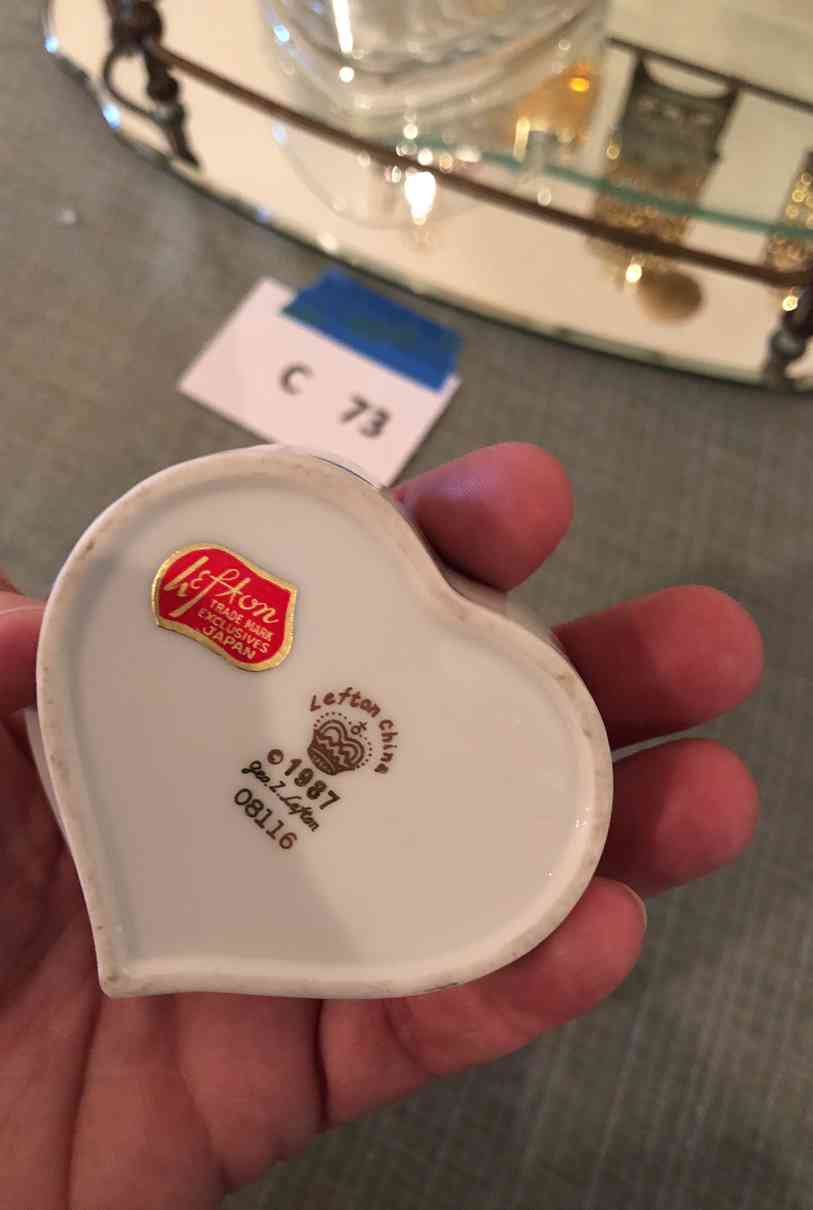 C 73
Lefton
TRADE MARK
EXCLUSIVES
JAPAN
Lefton China
© 1987
Geo. Z. Lefton
08116